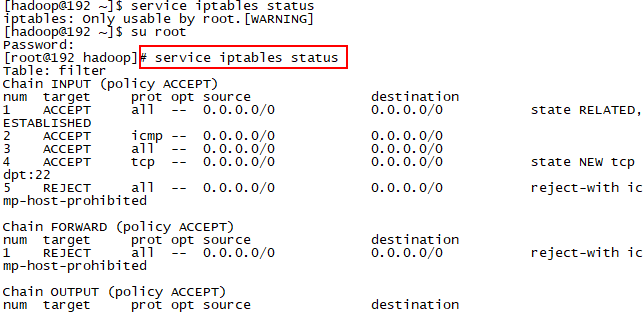 [hadoop@192 ~]$ service iptables status
iptables: Only usable by root.[WARNING]
[hadoop@192 ~]$ su root
Password:
[root@192 hadoop]# service iptables status
Table: filter
Chain INPUT (policy ACCEPT)
num  target     prot opt source               destination
1    ACCEPT     all  --  0.0.0.0/0            0.0.0.0/0           state RELATED,
ESTABLISHED
2    ACCEPT     icmp --  0.0.0.0/0            0.0.0.0/0
3    ACCEPT     all  --  0.0.0.0/0            0.0.0.0/0
4    ACCEPT     tcp  --  0.0.0.0/0            0.0.0.0/0           state NEW tcp
dpt:22
5    REJECT     all  --  0.0.0.0/0            0.0.0.0/0           reject-with ic
mp-host-prohibited
Chain FORWARD (policy ACCEPT)
num  target     prot opt source               destination
1    REJECT     all  --  0.0.0.0/0            0.0.0.0/0           reject-with ic
mp-host-prohibited
Chain OUTPUT (policy ACCEPT)
num  target     prot opt source               destination